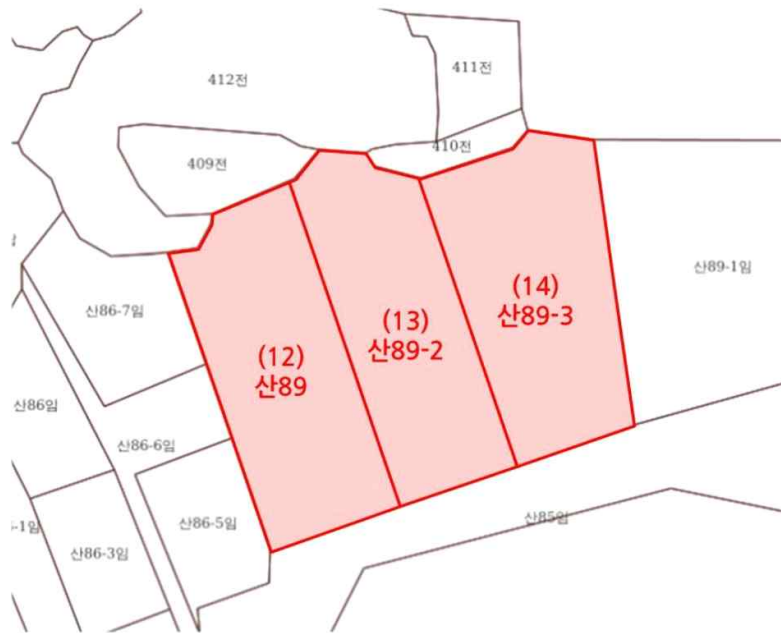 412전
411전
410전
409전
산89-1임
(14)
산89-3
산86-7임
(13)
산89-2
(12)
산89
산86임
산86-6임
산85임
산86-5임
-1임
산86-3임